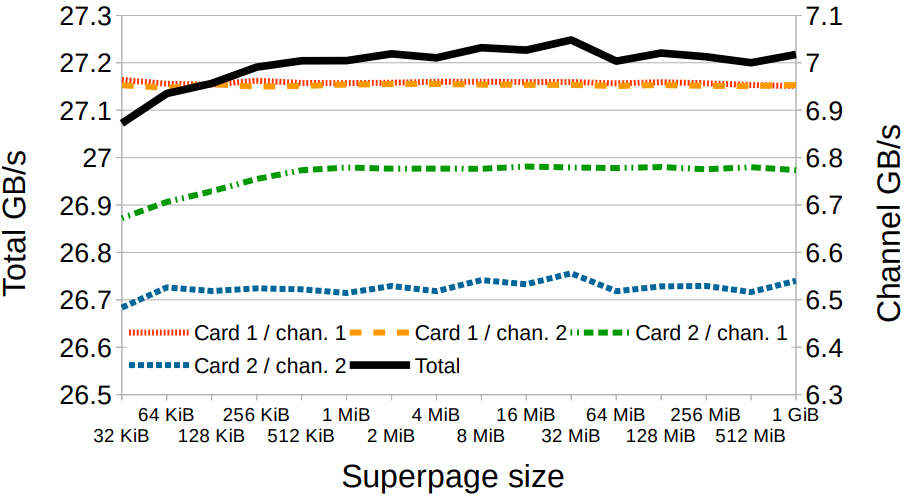 27.3
27.2
27.1
27
26.9
26.8
26.7
26.6
26.5
Total GB/s
7.1
7
6.9
6.8
6.7
6.6
6.5
6.4
6.3
Channel GB/s
Card 1 / chan. 1 Card 1 / chan. 2 Card 2 / chan. 1
Card 2 / chan. 2 Total
64 KiB 256 KiB 1 MiB 4 MiB 16 MiB 64 MiB 256 MiB 1 GiB
32 KiB 128 KiB 512 KiB 2 MiB 8 MiB 32 MiB 128 MiB 512 MiB
Superpage size